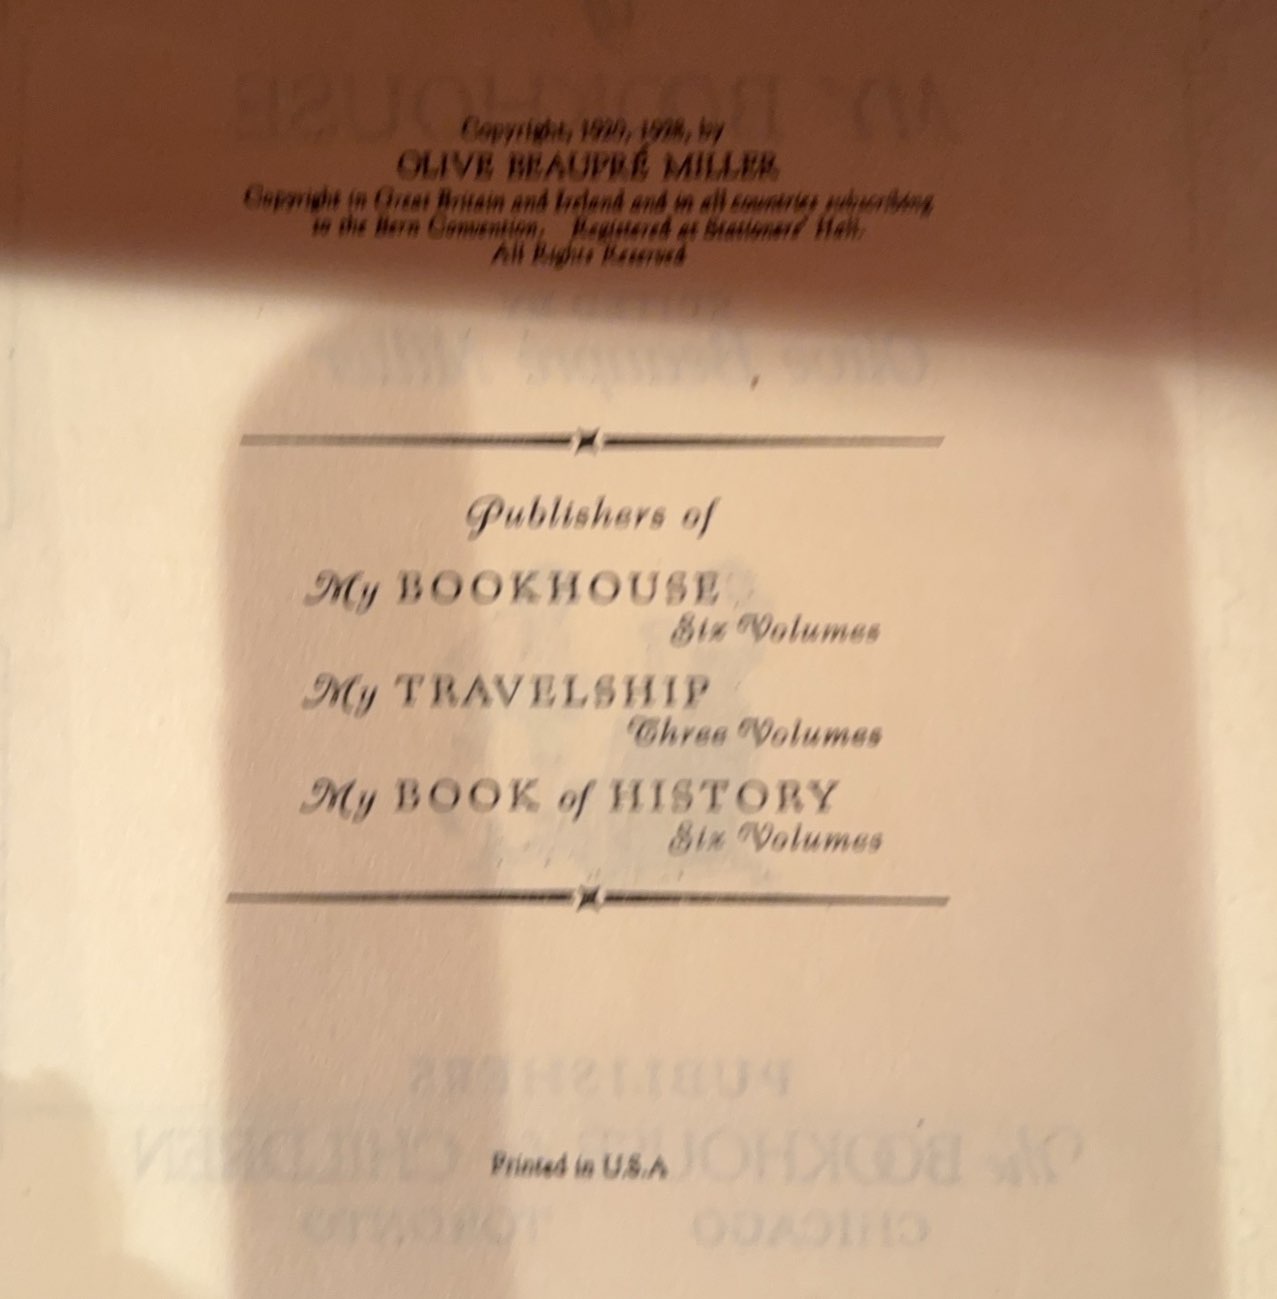 Copyright, 1920, 1928, by
OLIVE BEAUPRÉ MILLER
Copyright in Great Britain and Ireland and in all countries subscribing
to the Bern Convention. Registered at Stationers' Hall.
All Rights Reserved
Publishers of
My BOOKHOUSE
Six Volumes
My TRAVELSHIP
Three Volumes
My BOOK of HISTORY
Six Volumes
Printed in U.S.A